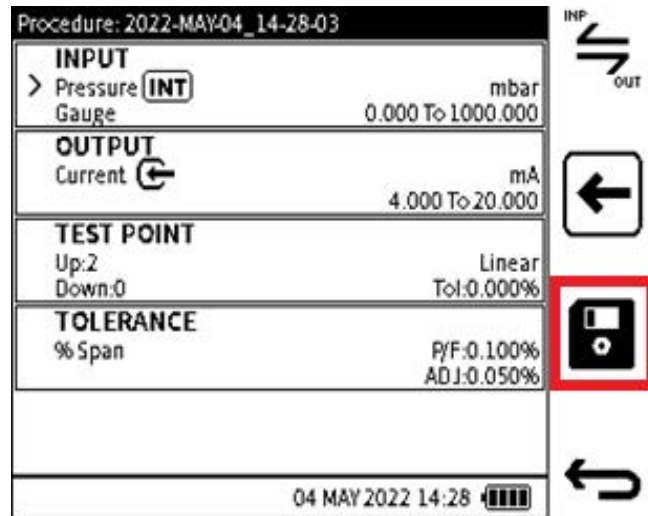 Procedure: 2022-MAY-04_14-28-03
INP
OUT
INPUT
> Pressure INT mbar
Gauge 0.000 To 1000.000
OUTPUT
Current mA
4.000 To 20.000
TEST POINT
Up:2 Linear
Down:0 Tol:0.000%
TOLERANCE
% Span P/F:0.100%
ADJ:0.050%
04 MAY 2022 14:28